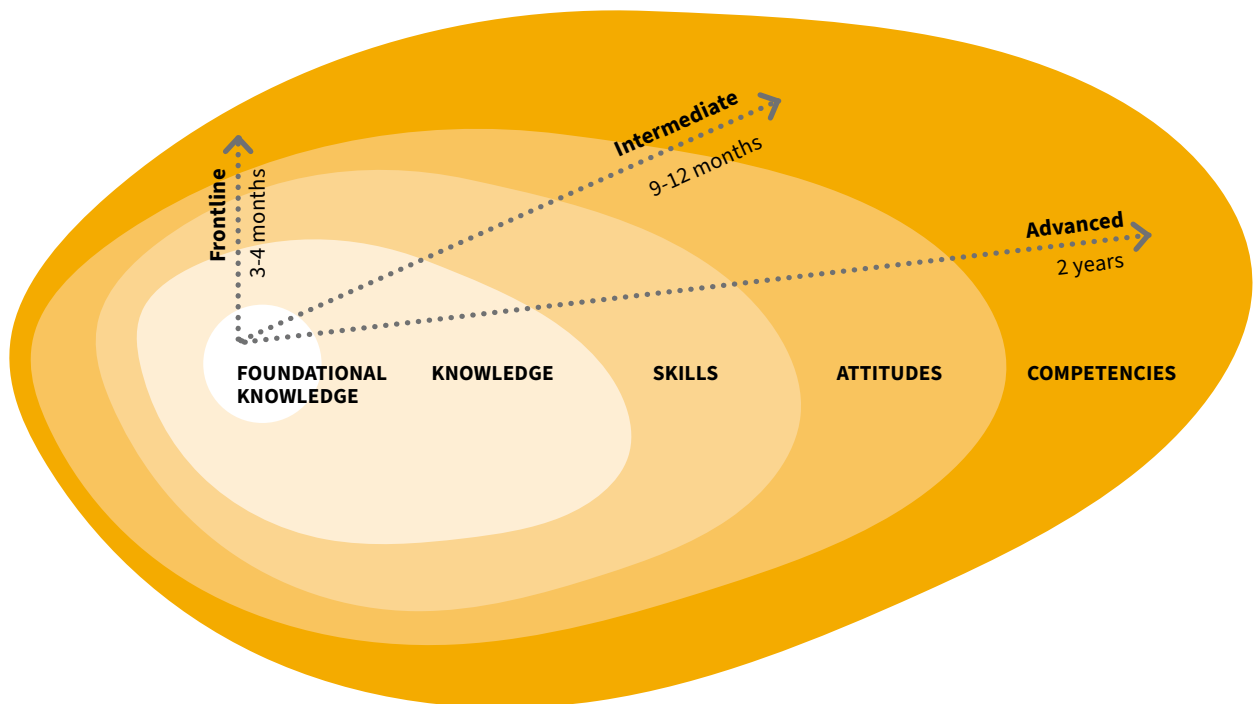 Frontline
3-4 months
Intermediate
9-12 months
Advanced
2 years
FOUNDATIONAL
KNOWLEDGE
KNOWLEDGE
SKILLS
ATTITUDES
COMPETENCIES